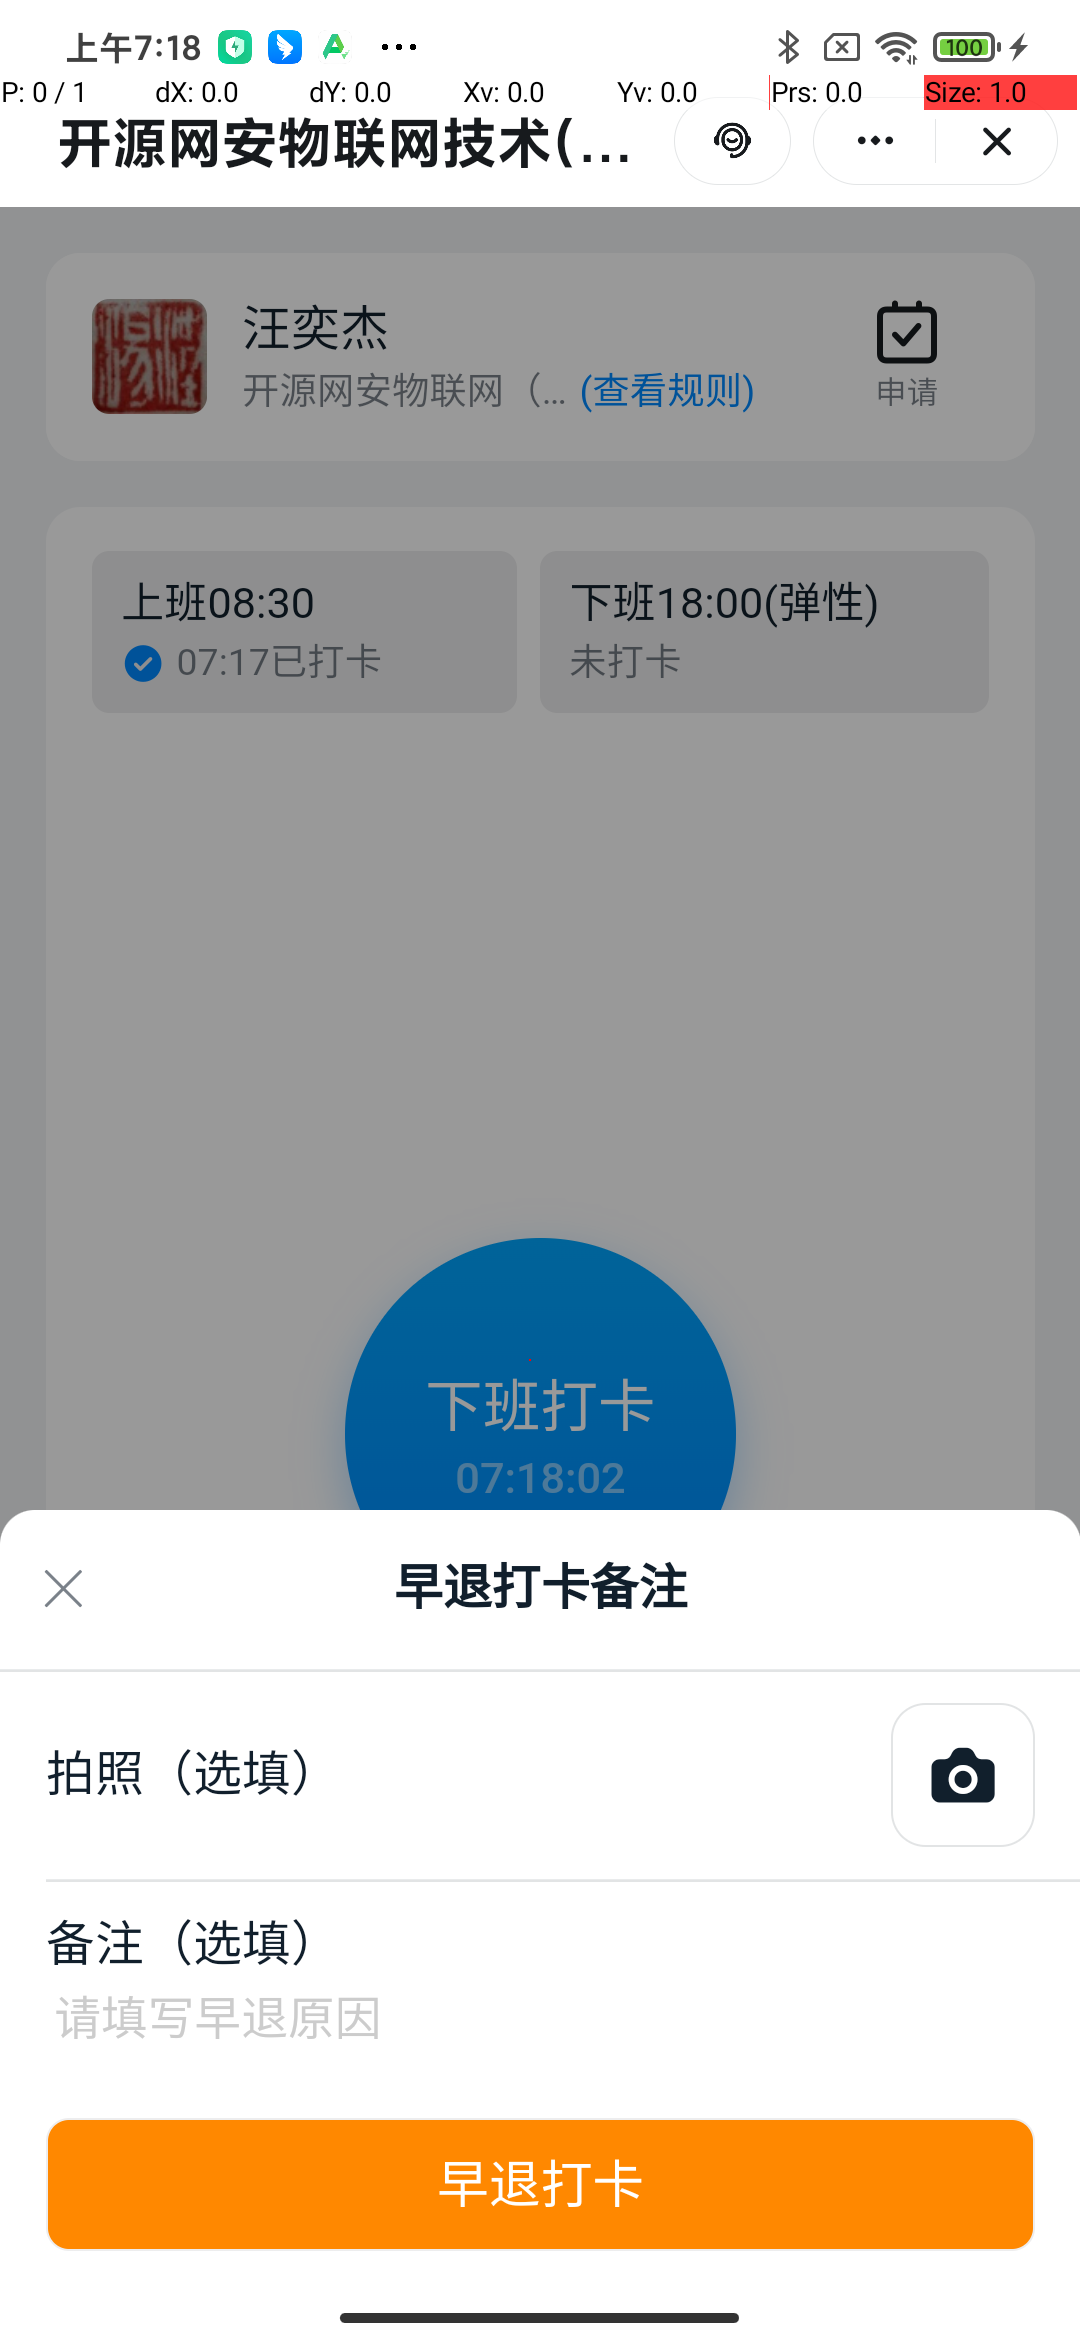 上午7:18
100
P: 0 / 1 dX: 0.0 dY: 0.0 Xv: 0.0 Yv: 0.0 Prs: 0.0 Size: 1.0
开源网安物联网技术(...
汪奕杰
开源网安物联网（... (查看规则)
申请
上班08:30
07:17已打卡
下班18:00(弹性)
未打卡
下班打卡
07:18:02
早退打卡备注
拍照（选填）
备注（选填）
请填写早退原因
早退打卡